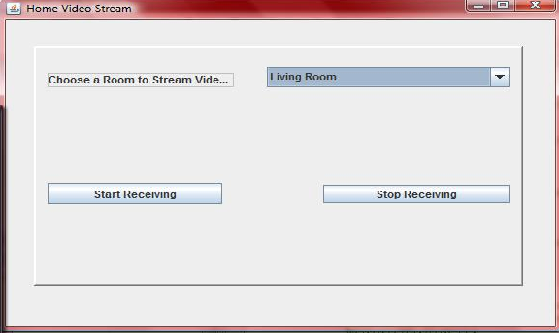 Home Video Stream
Choose a Room to Stream Vide...
Living Room
Start Receiving
Stop Receiving